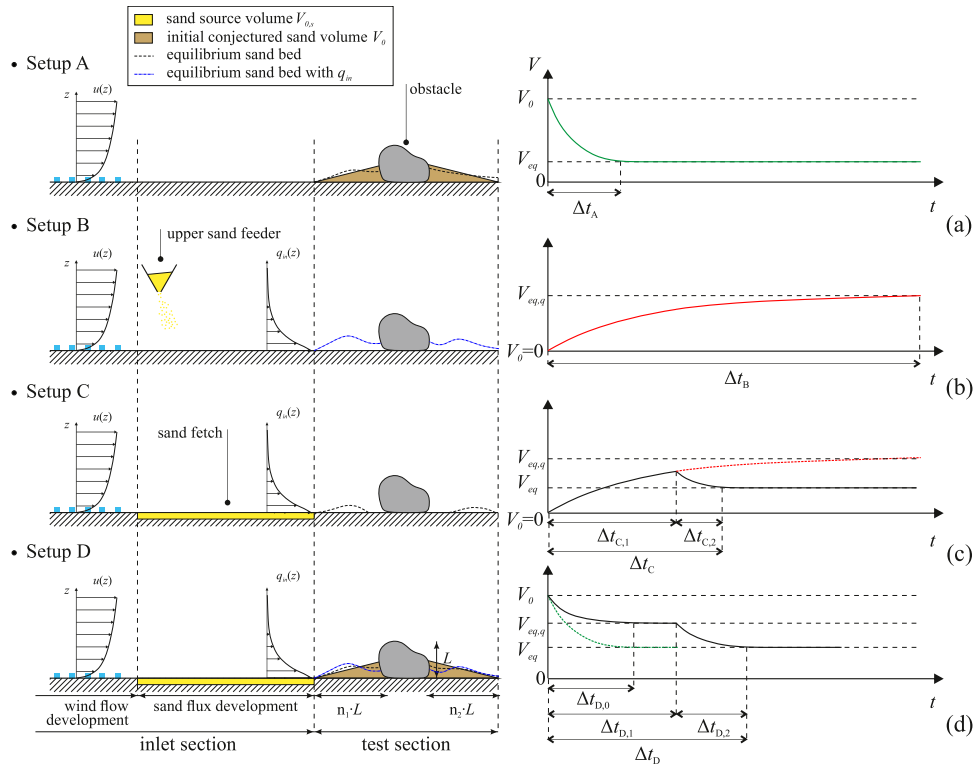 sand source volume V0,s
initial conjectured sand volume V0
equilibrium sand bed
equilibrium sand bed with qin
• Setup A
z
u(z)
obstacle
V
V0
Veq
0
ΔtA
t
(a)
• Setup B
z
u(z)
upper sand feeder
qin(z)
Veq,q
V0=0
ΔtB
t
(b)
• Setup C
z
u(z)
sand fetch
qin(z)
Veq,q
Veq
V0=0
ΔtC,1
ΔtC,2
ΔtC
t
(c)
• Setup D
z
u(z)
qin(z)
L
V0
Veq,q
Veq
0
ΔtD,0
ΔtD,1
ΔtD,2
ΔtD
t
(d)
wind flow
development
sand flux development
n1·L
n2·L
inlet section
test section